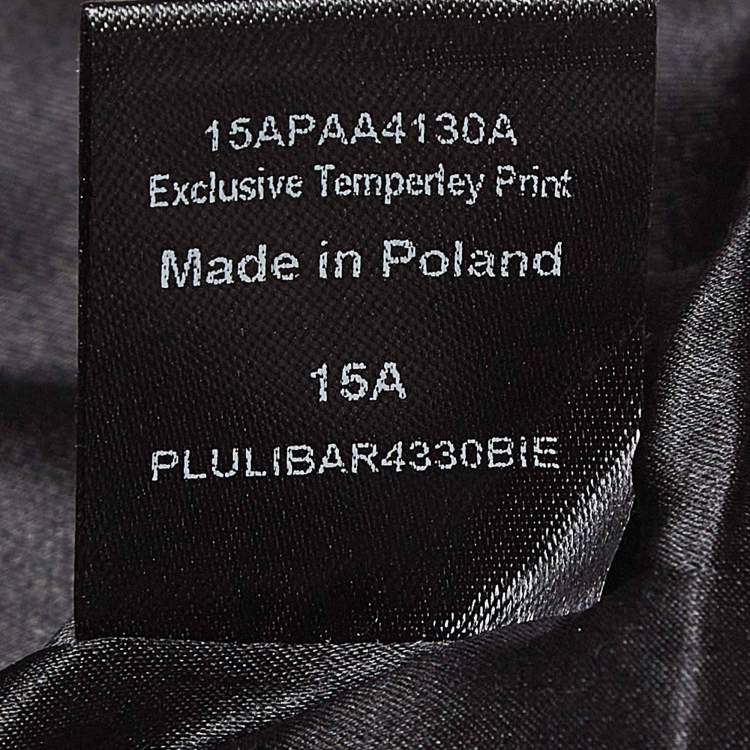 15APAA4130A
Exclusive Temperley Print
Made in Poland
15A
PLULIBAR4330BIE